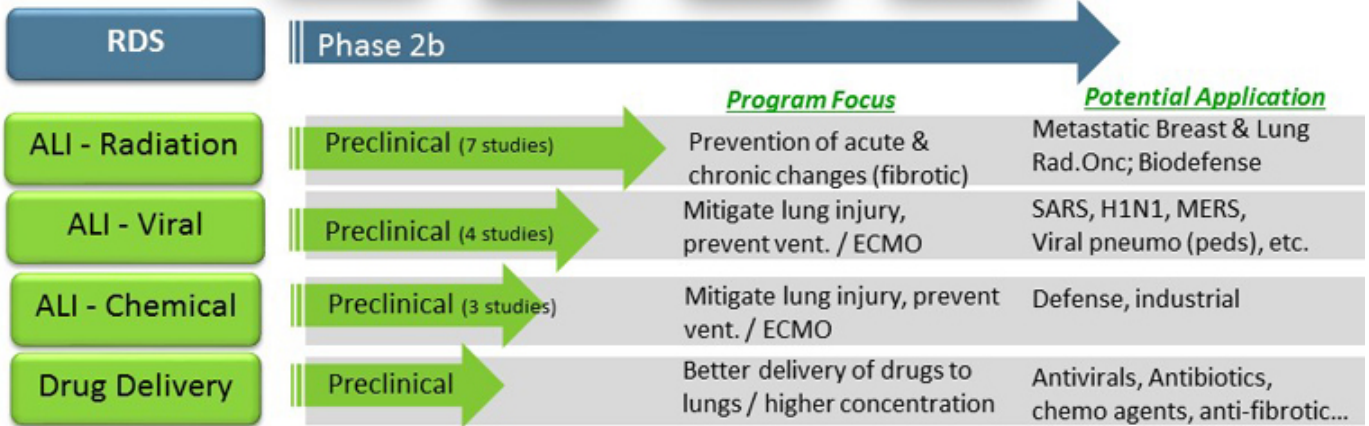 RDS
Phase 2b
Program Focus
Potential Application
ALI - Radiation
Preclinical (7 studies)
Prevention of acute &
chronic changes (fibrotic)
Metastatic Breast & Lung
Rad.Onc; Biodefense
ALI - Viral
Preclinical (4 studies)
Mitigate lung injury,
prevent vent. / ECMO
SARS, H1N1, MERS,
Viral pneumo (peds), etc.
ALI - Chemical
Preclinical (3 studies)
Mitigate lung injury, prevent
vent. / ECMO
Defense, industrial
Drug Delivery
Preclinical
Better delivery of drugs to
lungs / higher concentration
Antivirals, Antibiotics,
chemo agents, anti-fibrotic...